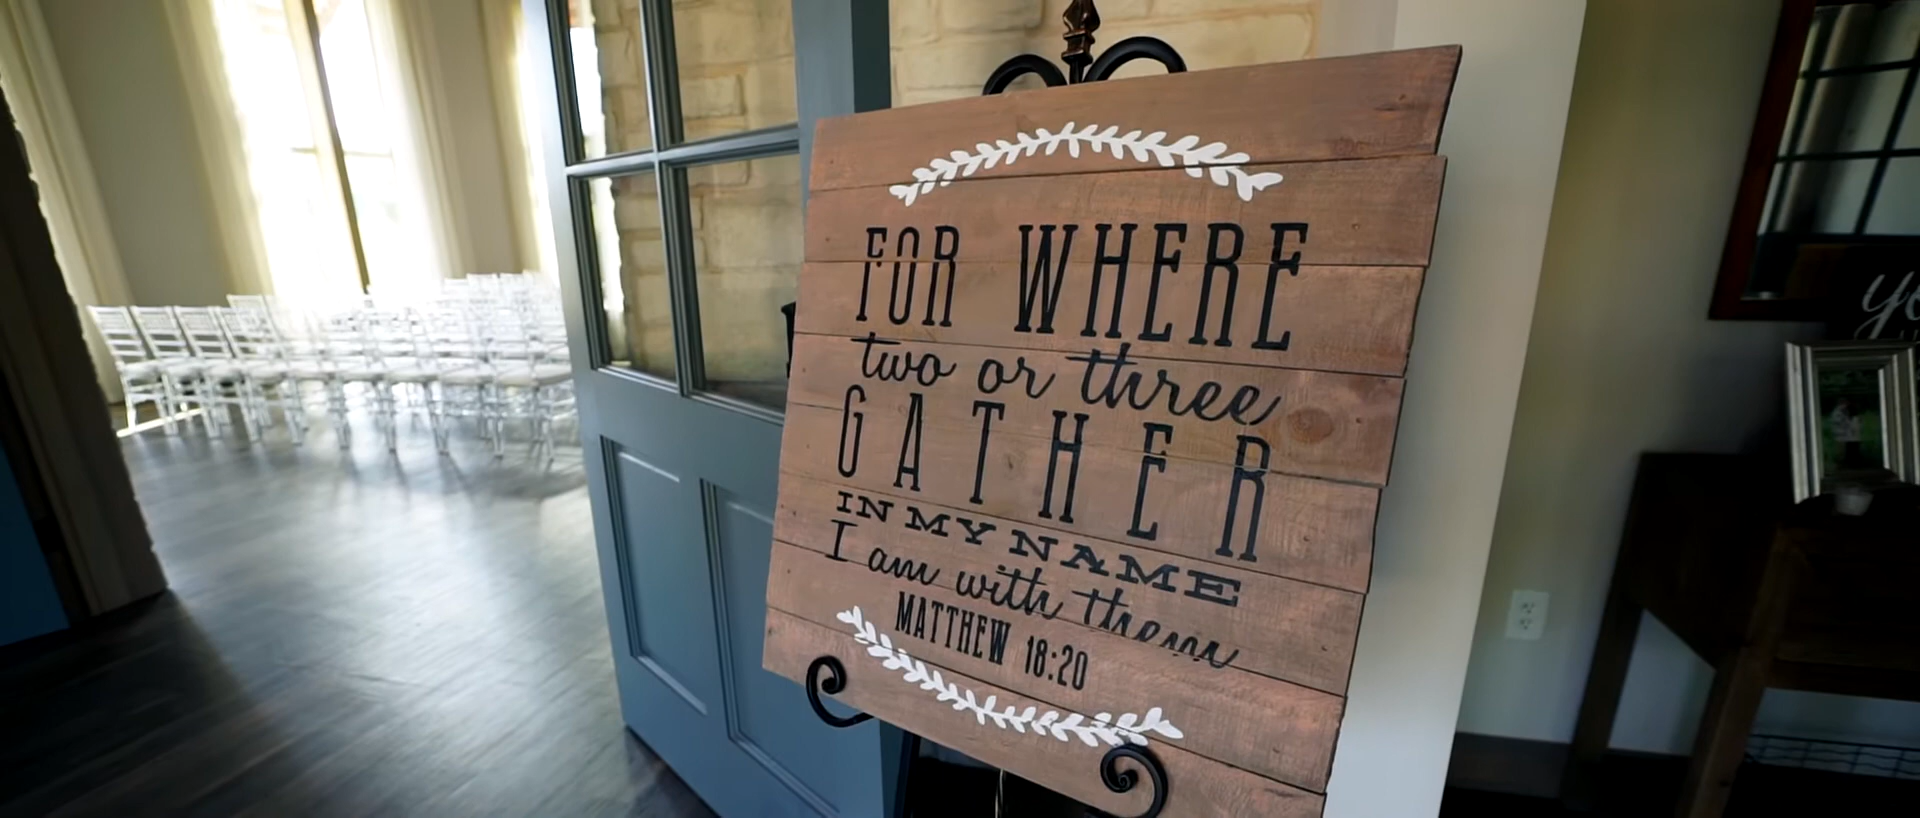 FOR WHERE
two or three
GATHER
IN MY NAME
I am with them
MATTHEW 18:20